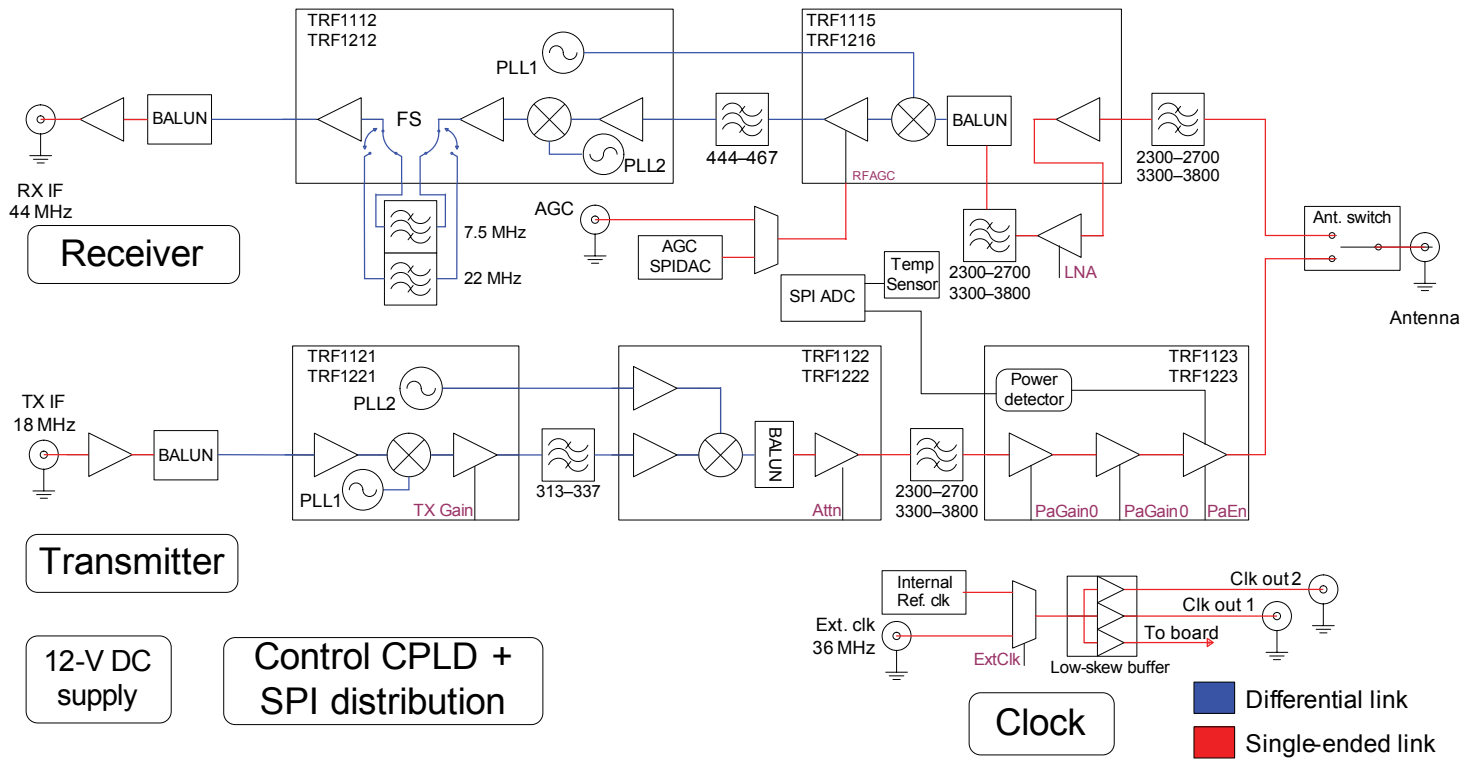 TRF1112
TRF1212
TRF1115
TRF1216
PLL1
BALUN
FS
PLL2
444–467
BALUN
RFAGC
2300–2700
3300–3800
RX IF
44 MHz
Receiver
7.5 MHz
22 MHz
AGC
AGC
SPIDAC
2300–2700
3300–3800
LNA
Temp
Sensor
SPI ADC
Ant. switch
Antenna
TRF1121
TRF1221
PLL2
TRF1122
TRF1222
TRF1123
TRF1223
Power
detector
TX IF
18 MHz
BALUN
PLL1
TX Gain
313–337
BALUN
Attn
2300–2700
3300–3800
PaGain0
PaGain0
PaEn
Transmitter
12-V DC
supply
Control CPLD +
SPI distribution
Internal
Ref. clk
Ext. clk
36 MHz
ExtClk
Clk out 2
Clk out 1
To board
Low-skew buffer
Clock
Differential link
Single-ended link